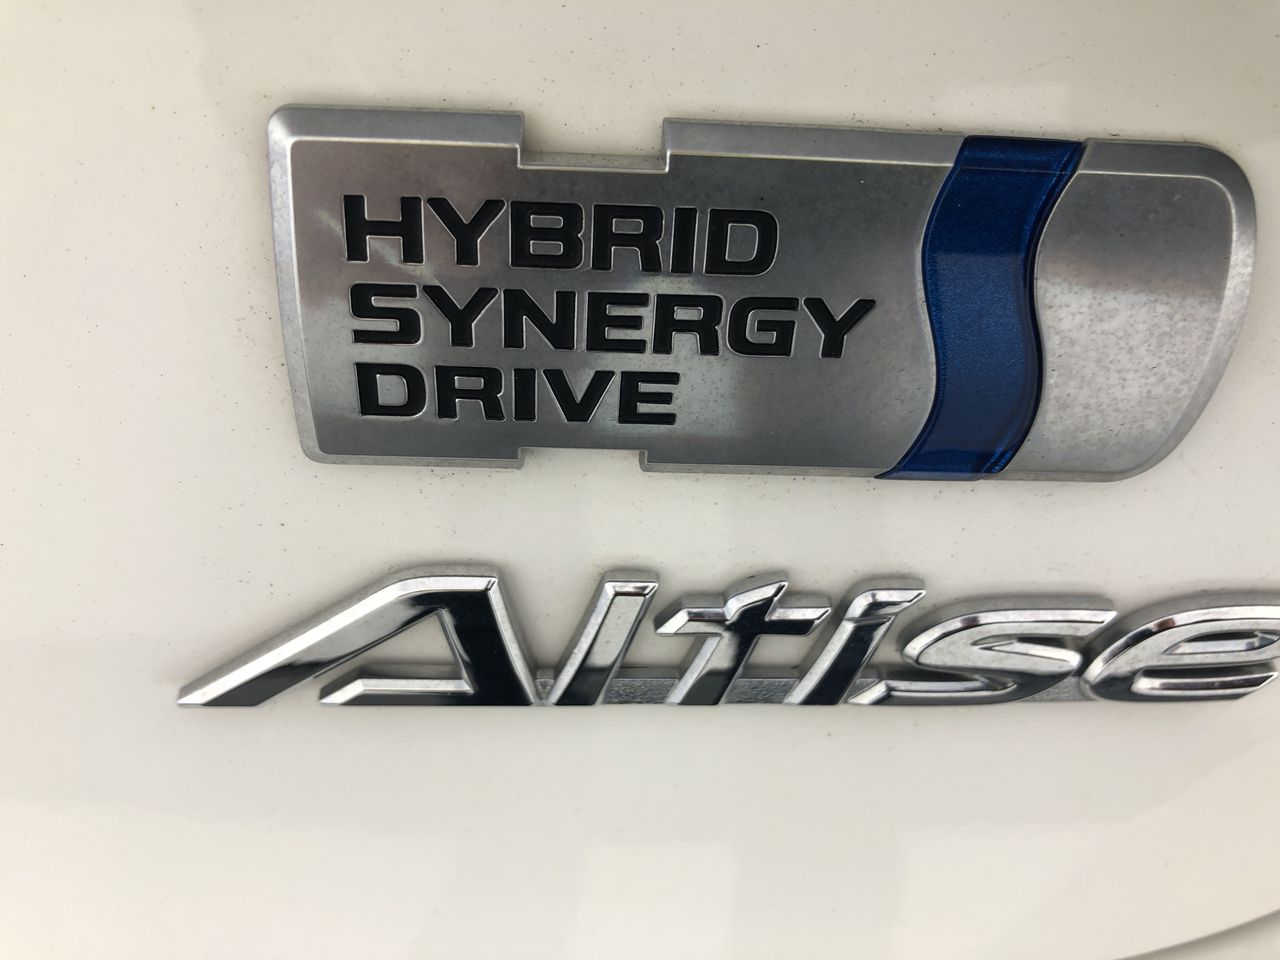 HYBRID
SYNERGY
DRIVE
Altise